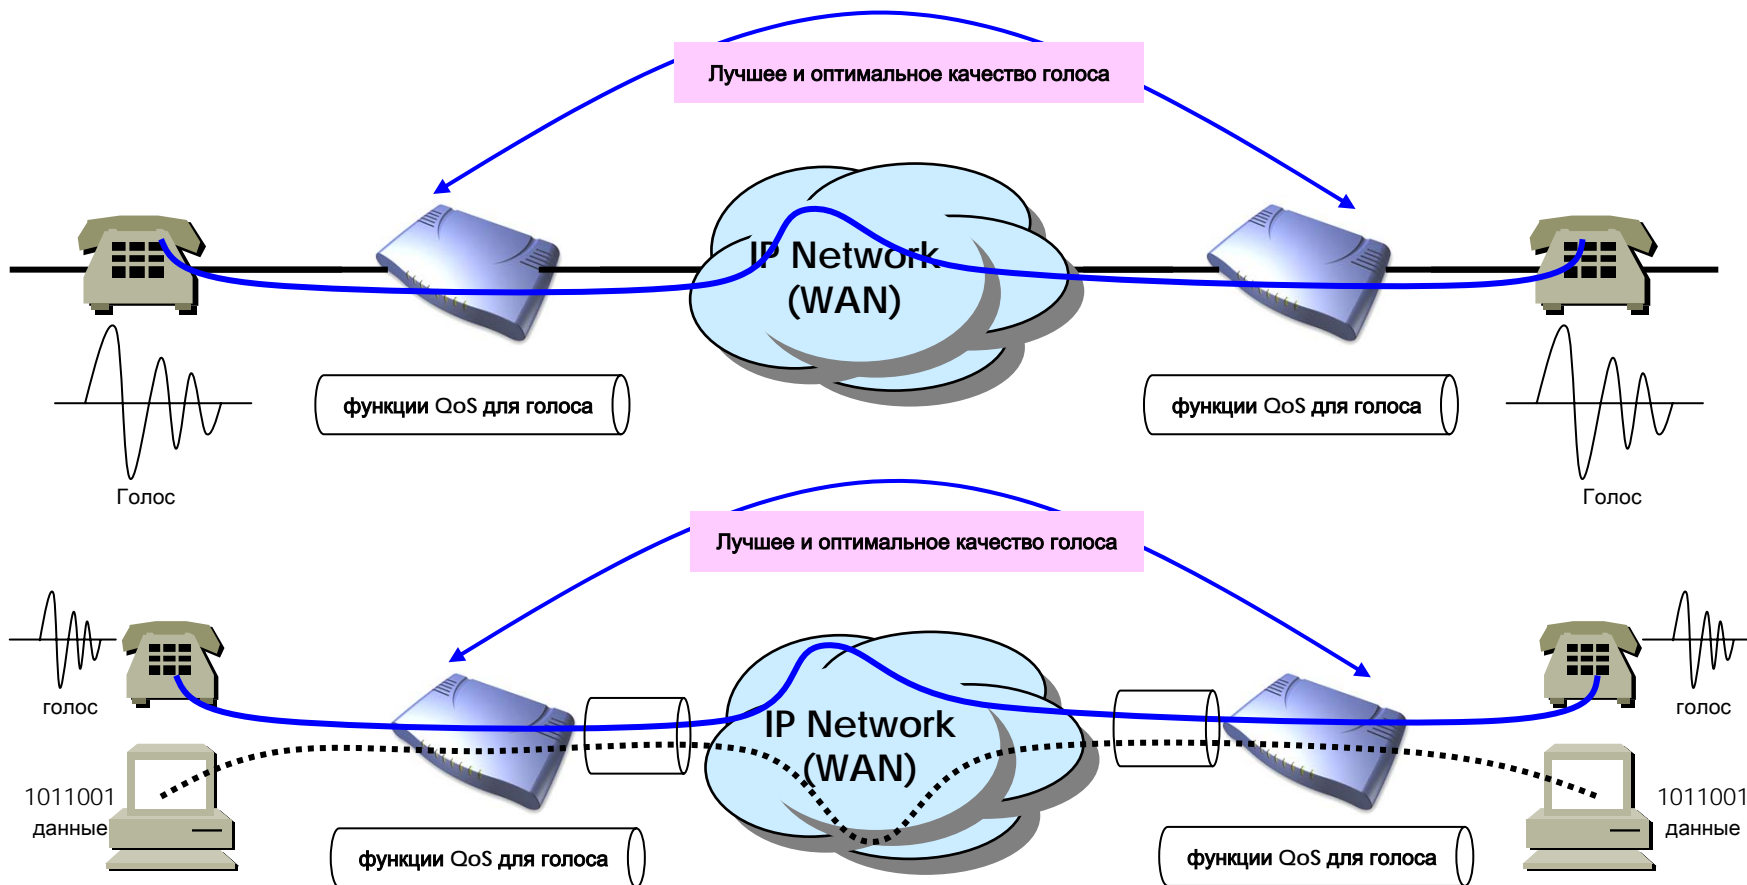 Лучшее и оптимальное качество голоса
IP Network
(WAN)
функции QoS для голоса
функции QoS для голоса
Голос
Голос
Лучшее и оптимальное качество голоса
голос
голос
IP Network
(WAN)
1011001
данные
1011001
данные
функции QoS для голоса
функции QoS для голоса